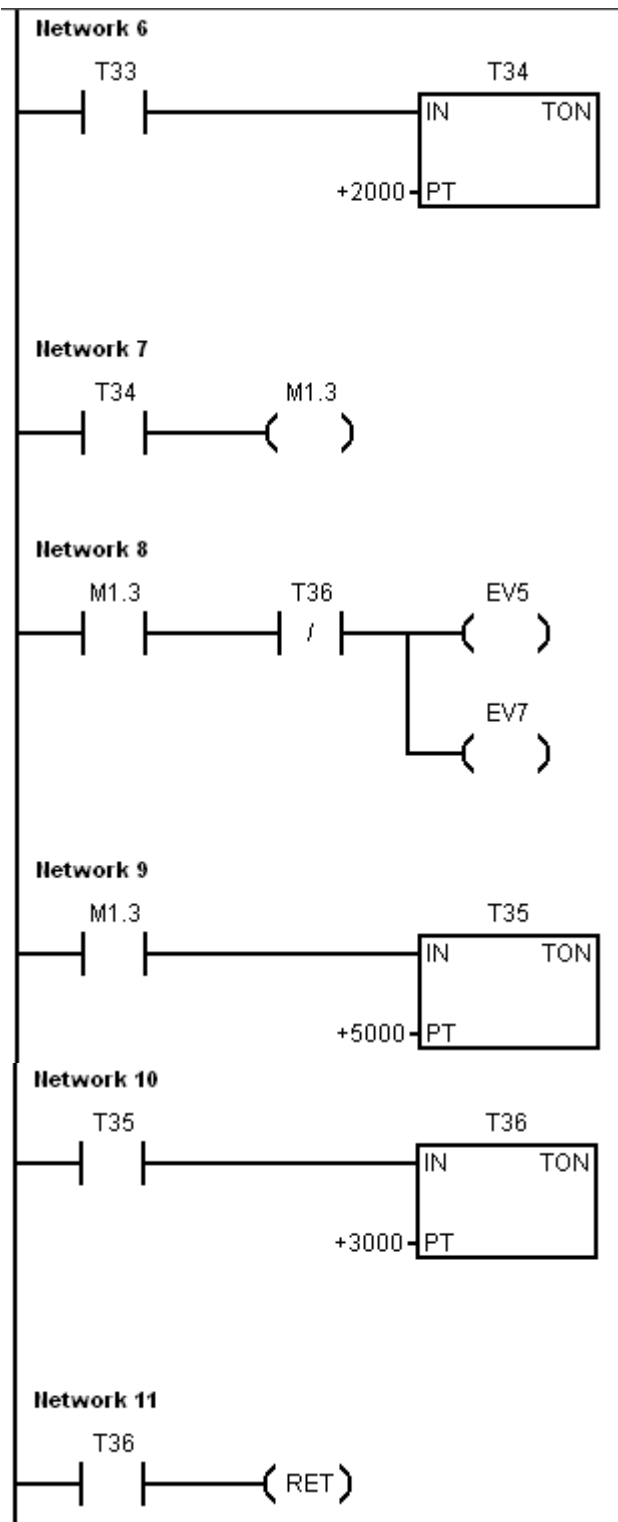 Network 6
T33 T34
IN TON
+2000 PT
Network 7
T34 M1.3
Network 8
M1.3 T36 EV5
/
EV7
Network 9
M1.3 T35
IN TON
+5000 PT
Network 10
T35 T36
IN TON
+3000 PT
Network 11
T36
RET